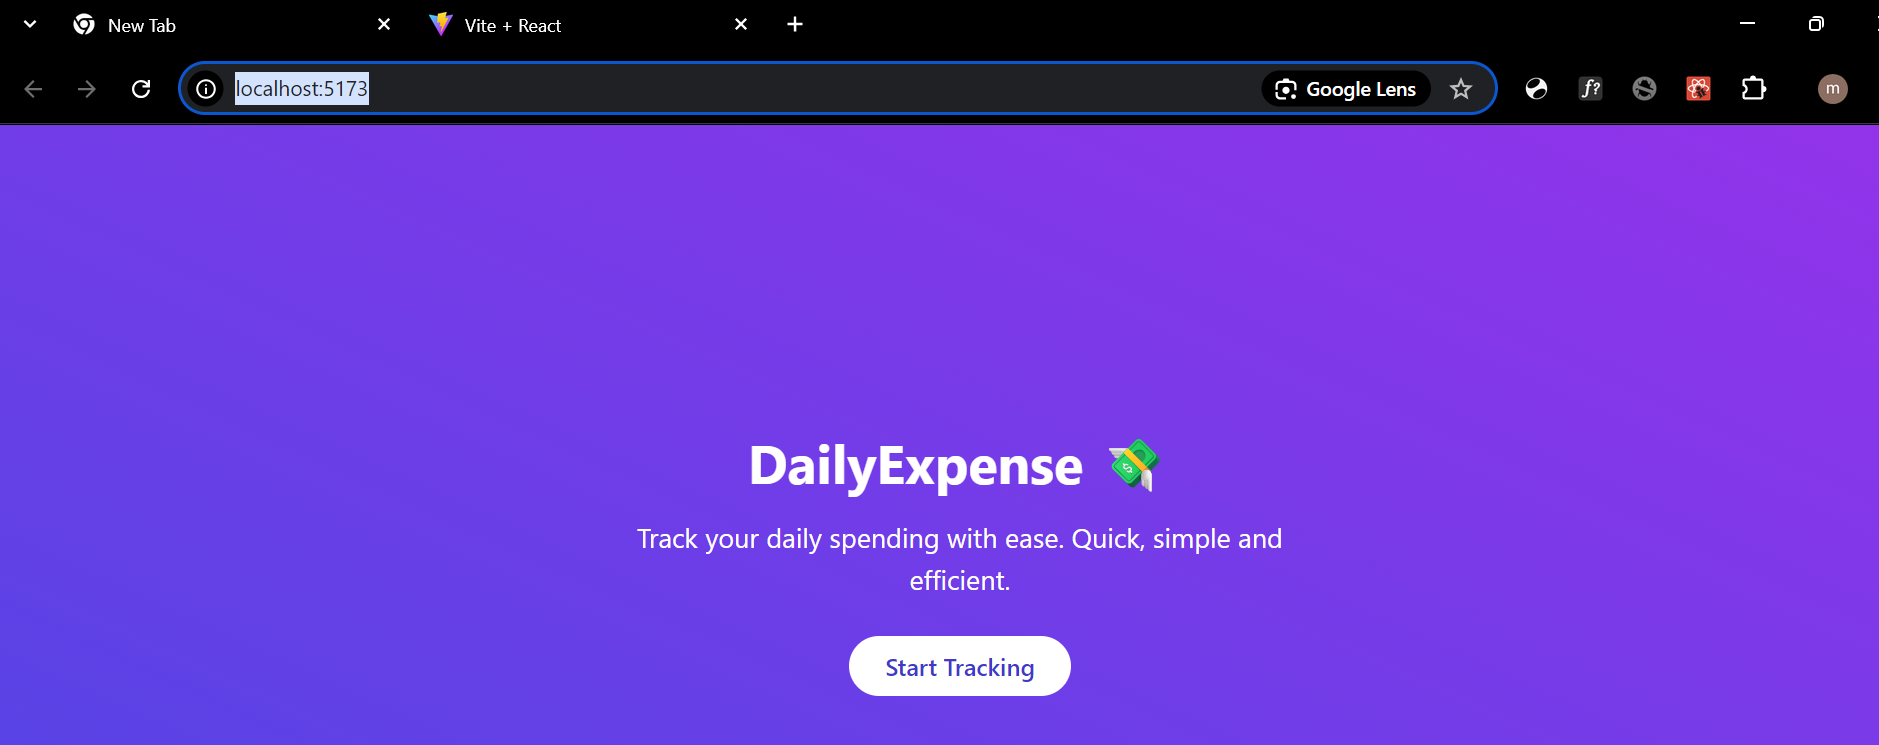 New Tab
Vite + React
localhost:5173
Google Lens
f?
m
DailyExpense 💸
Track your daily spending with ease. Quick, simple and
efficient.
Start Tracking